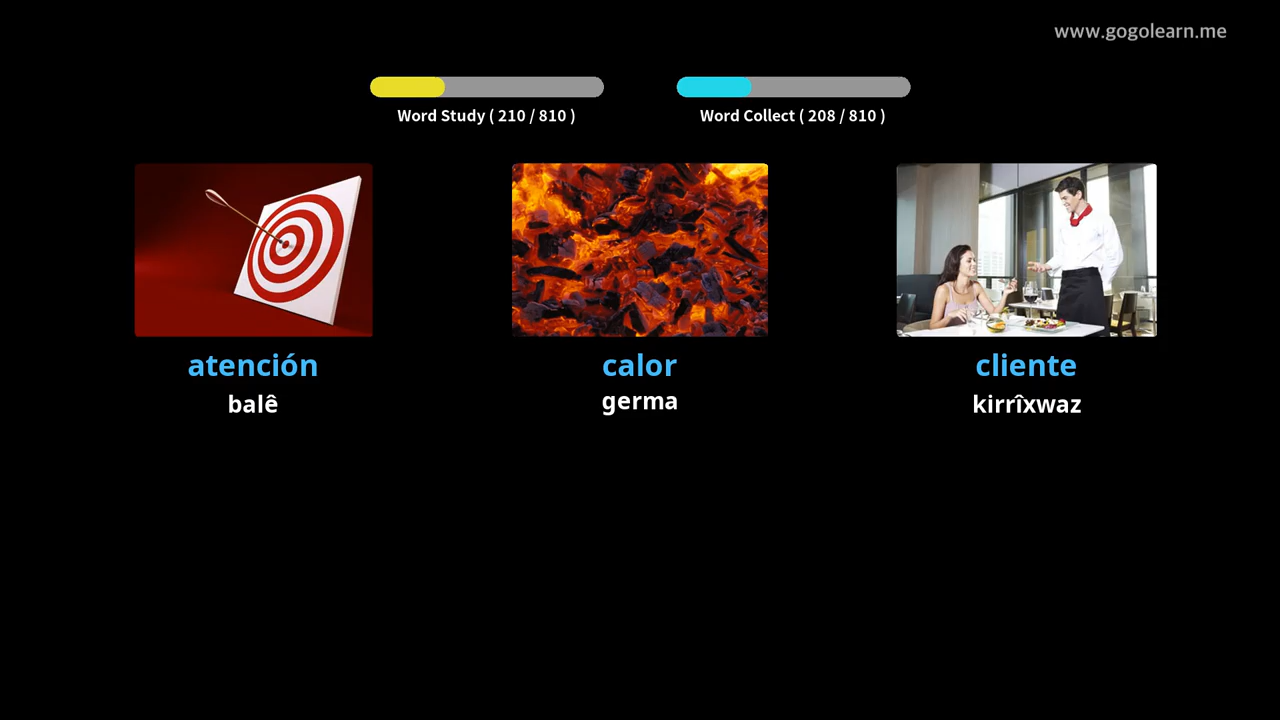 www.gogolearn.me
Word Study ( 210 / 810 )
Word Collect ( 208 / 810 )
atención
balê
calor
germa
cliente
kirrîxwaz